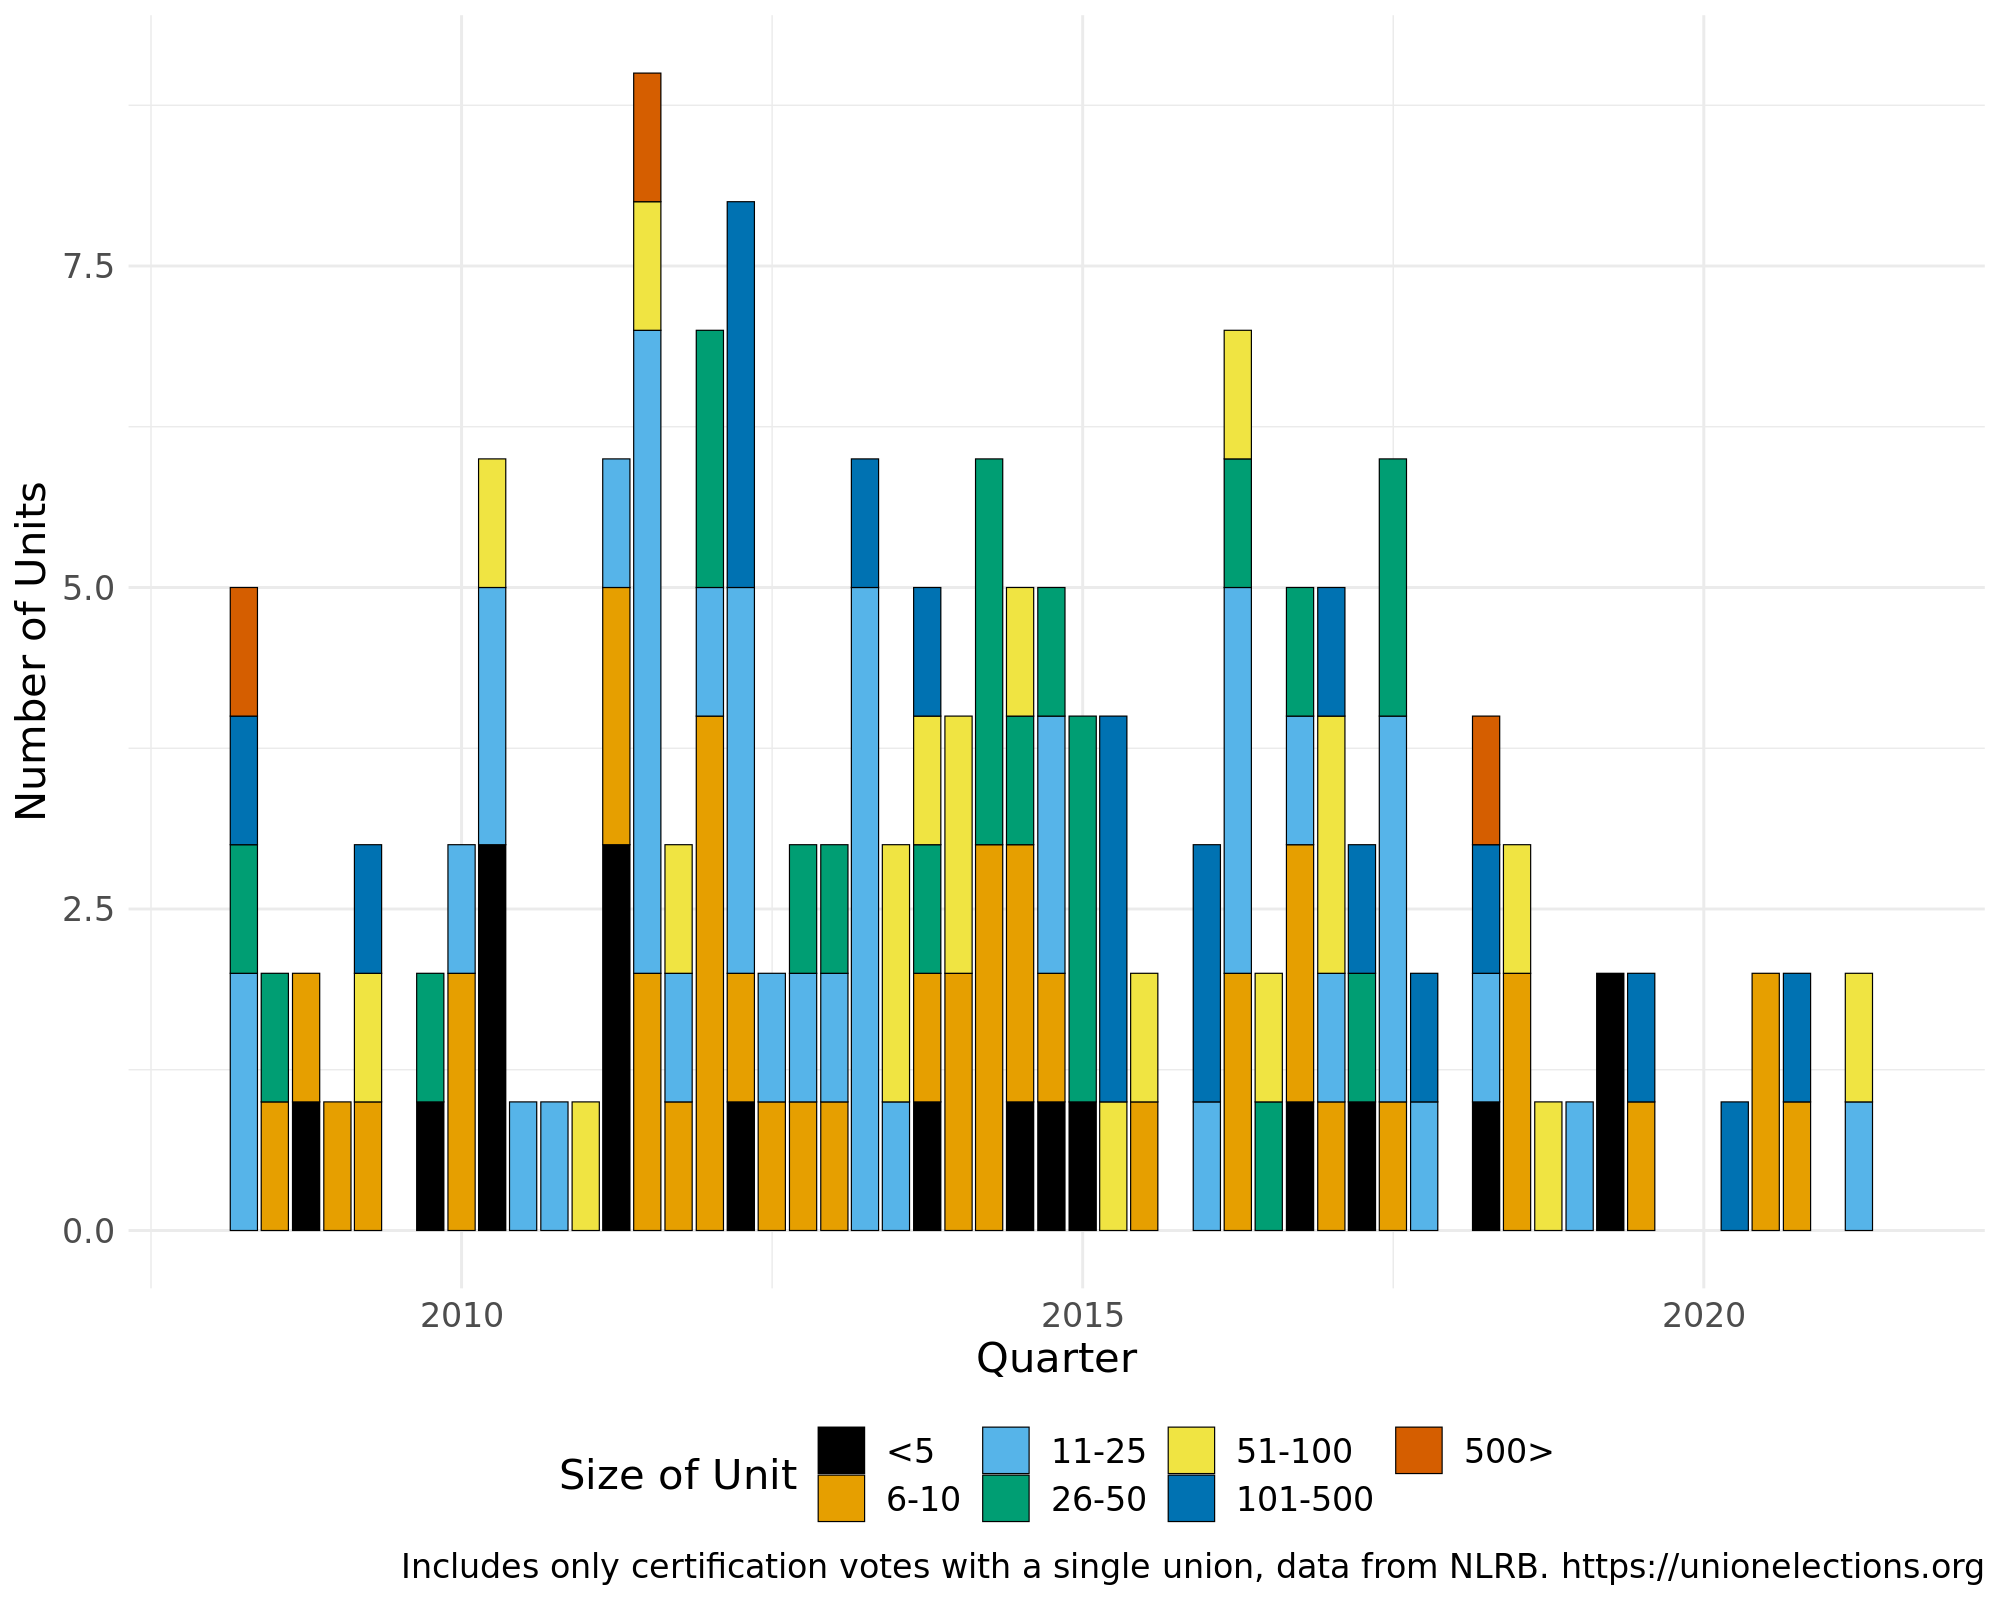 Number of Units
7.5
5.0
2.5
0.0
2010 2015 2020
Quarter
Size of Unit
<5 11-25 51-100 500>
6-10 26-50 101-500
Includes only certification votes with a single union, data from NLRB. https://unionelections.org